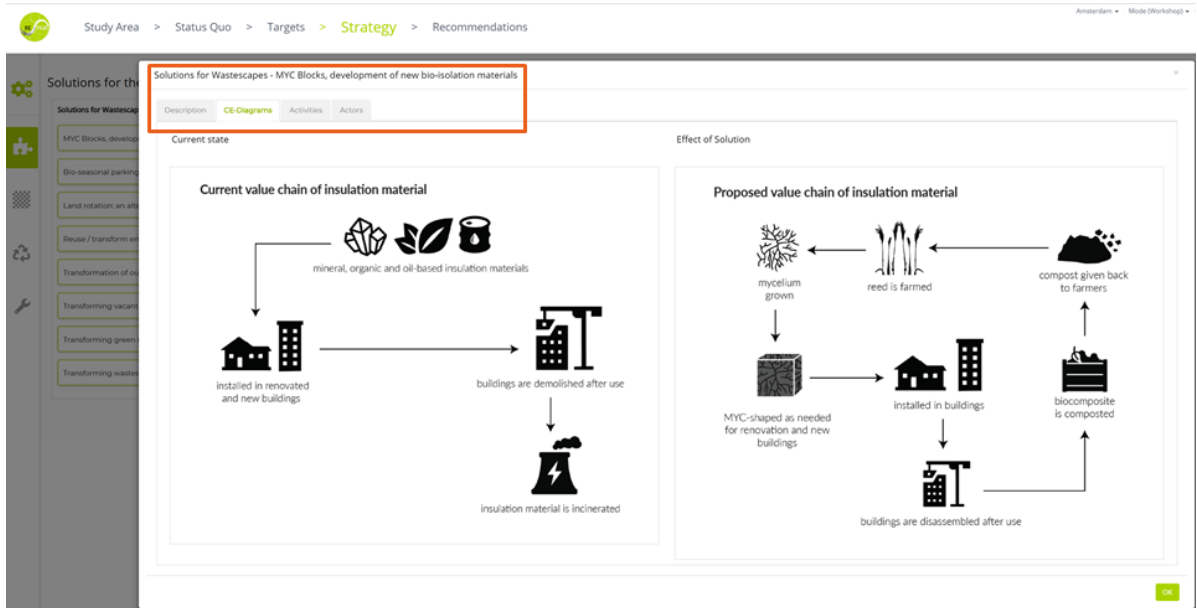 Amsterdam
Mode (Workshop)
Study Area > Status Quo > Targets > Strategy > Recommendations
Solutions for the
Solutions for Wastescap
MYC Blocks, develop
Bio-seasonal parking
Land rotation: an alte
Reuse / transform em
Transformation of ou
Transforming vacant
Transforming green
Transforming wastes
Solutions for Wastescapes - MYC Blocks, development of new bio-isolation materials
×
Description CE-Diagrams Activities Actors
Current state
Effect of Solution
Current value chain of insulation material
mineral, organic and oil-based insulation materials
installed in renovated
and new buildings
buildings are demolished after use
insulation material is incinerated
Proposed value chain of insulation material
mycelium
grown
reed is farmed
compost given back
to farmers
MYC-shaped as needed
for renovation and new
buildings
installed in buildings
biocomposite
is composted
buildings are disassembled after use
OK